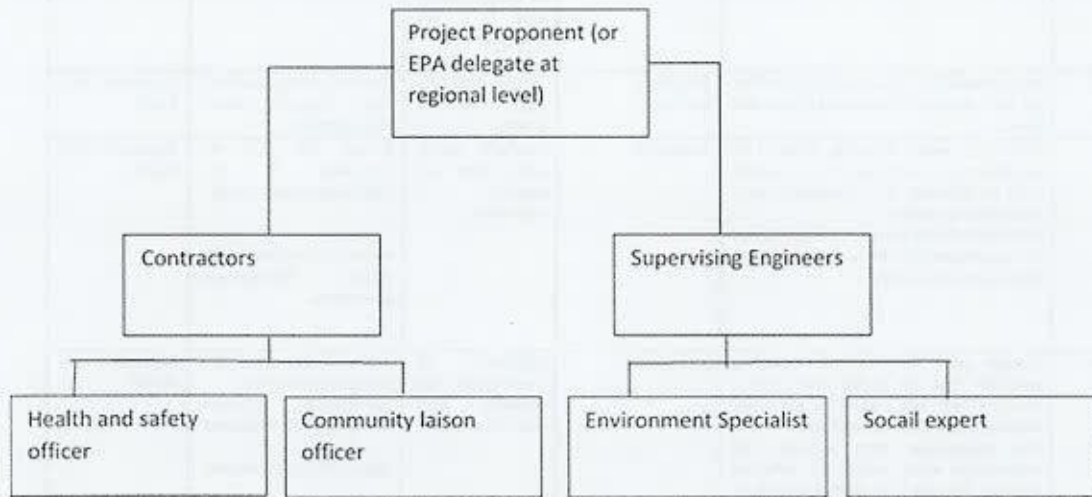 Project Proponent (or
EPA delegate at
regional level)
Contractors
Supervising Engineers
Health and safety
officer
Community laison
officer
Environment Specialist
Socail expert